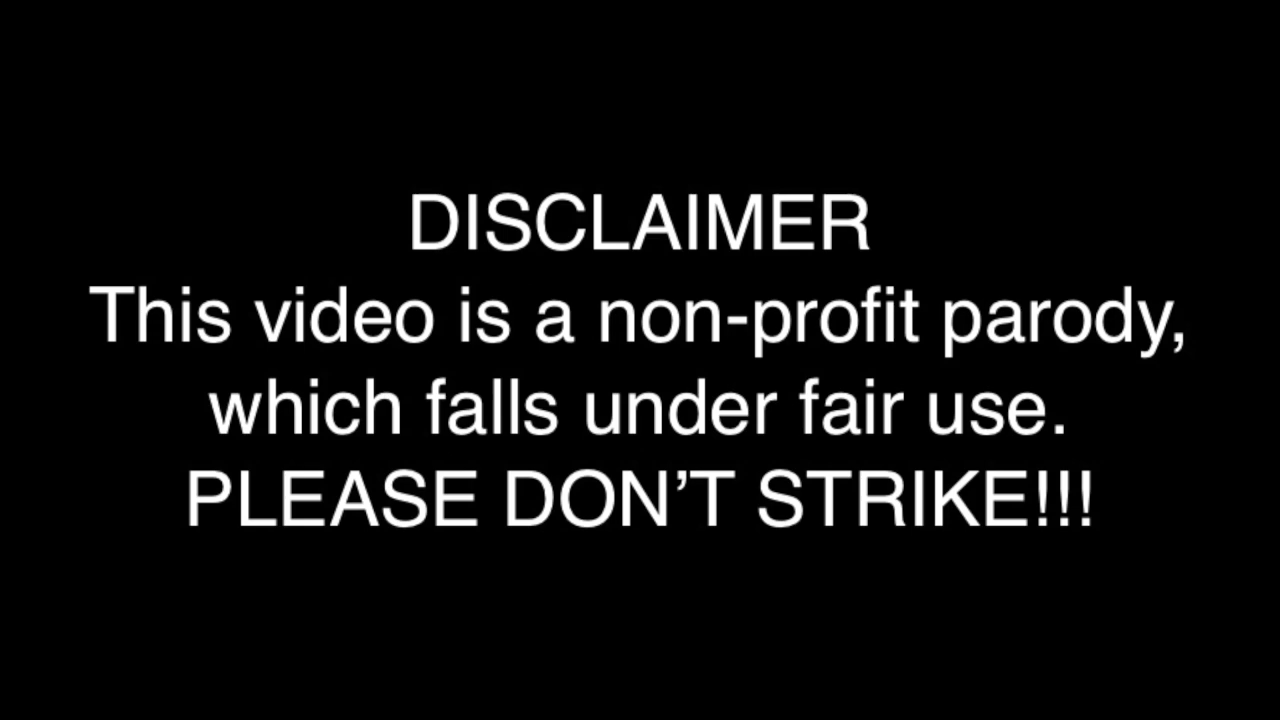 DISCLAIMER
This video is a non-profit parody,
which falls under fair use.
PLEASE DON’T STRIKE!!!